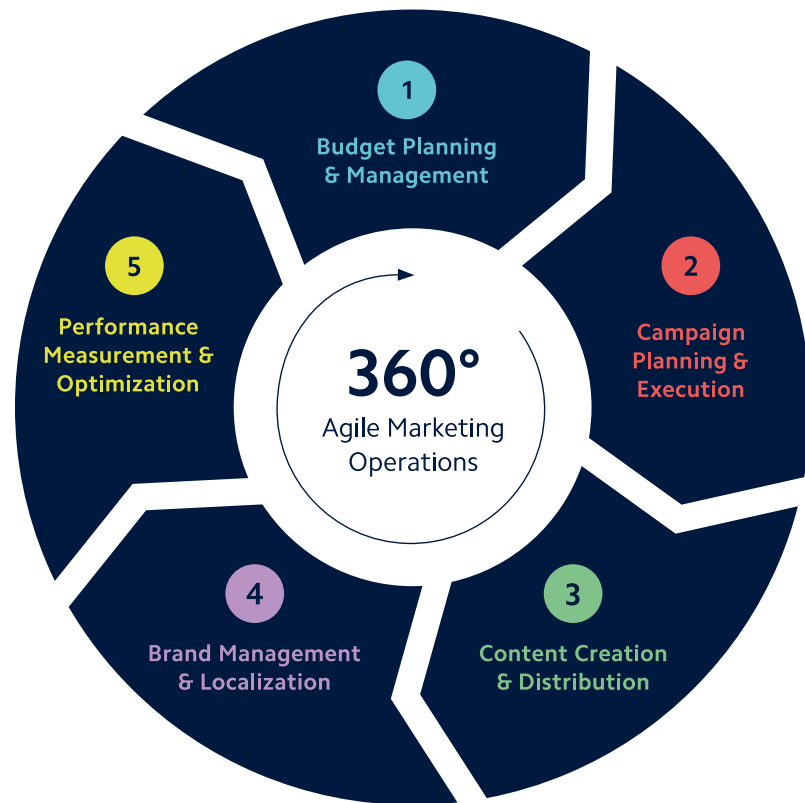 1
Budget Planning
& Management
2
Campaign
Planning &
Execution
3
Content Creation
& Distribution
4
Brand Management
& Localization
5
Performance
Measurement &
Optimization
360°
Agile Marketing
Operations